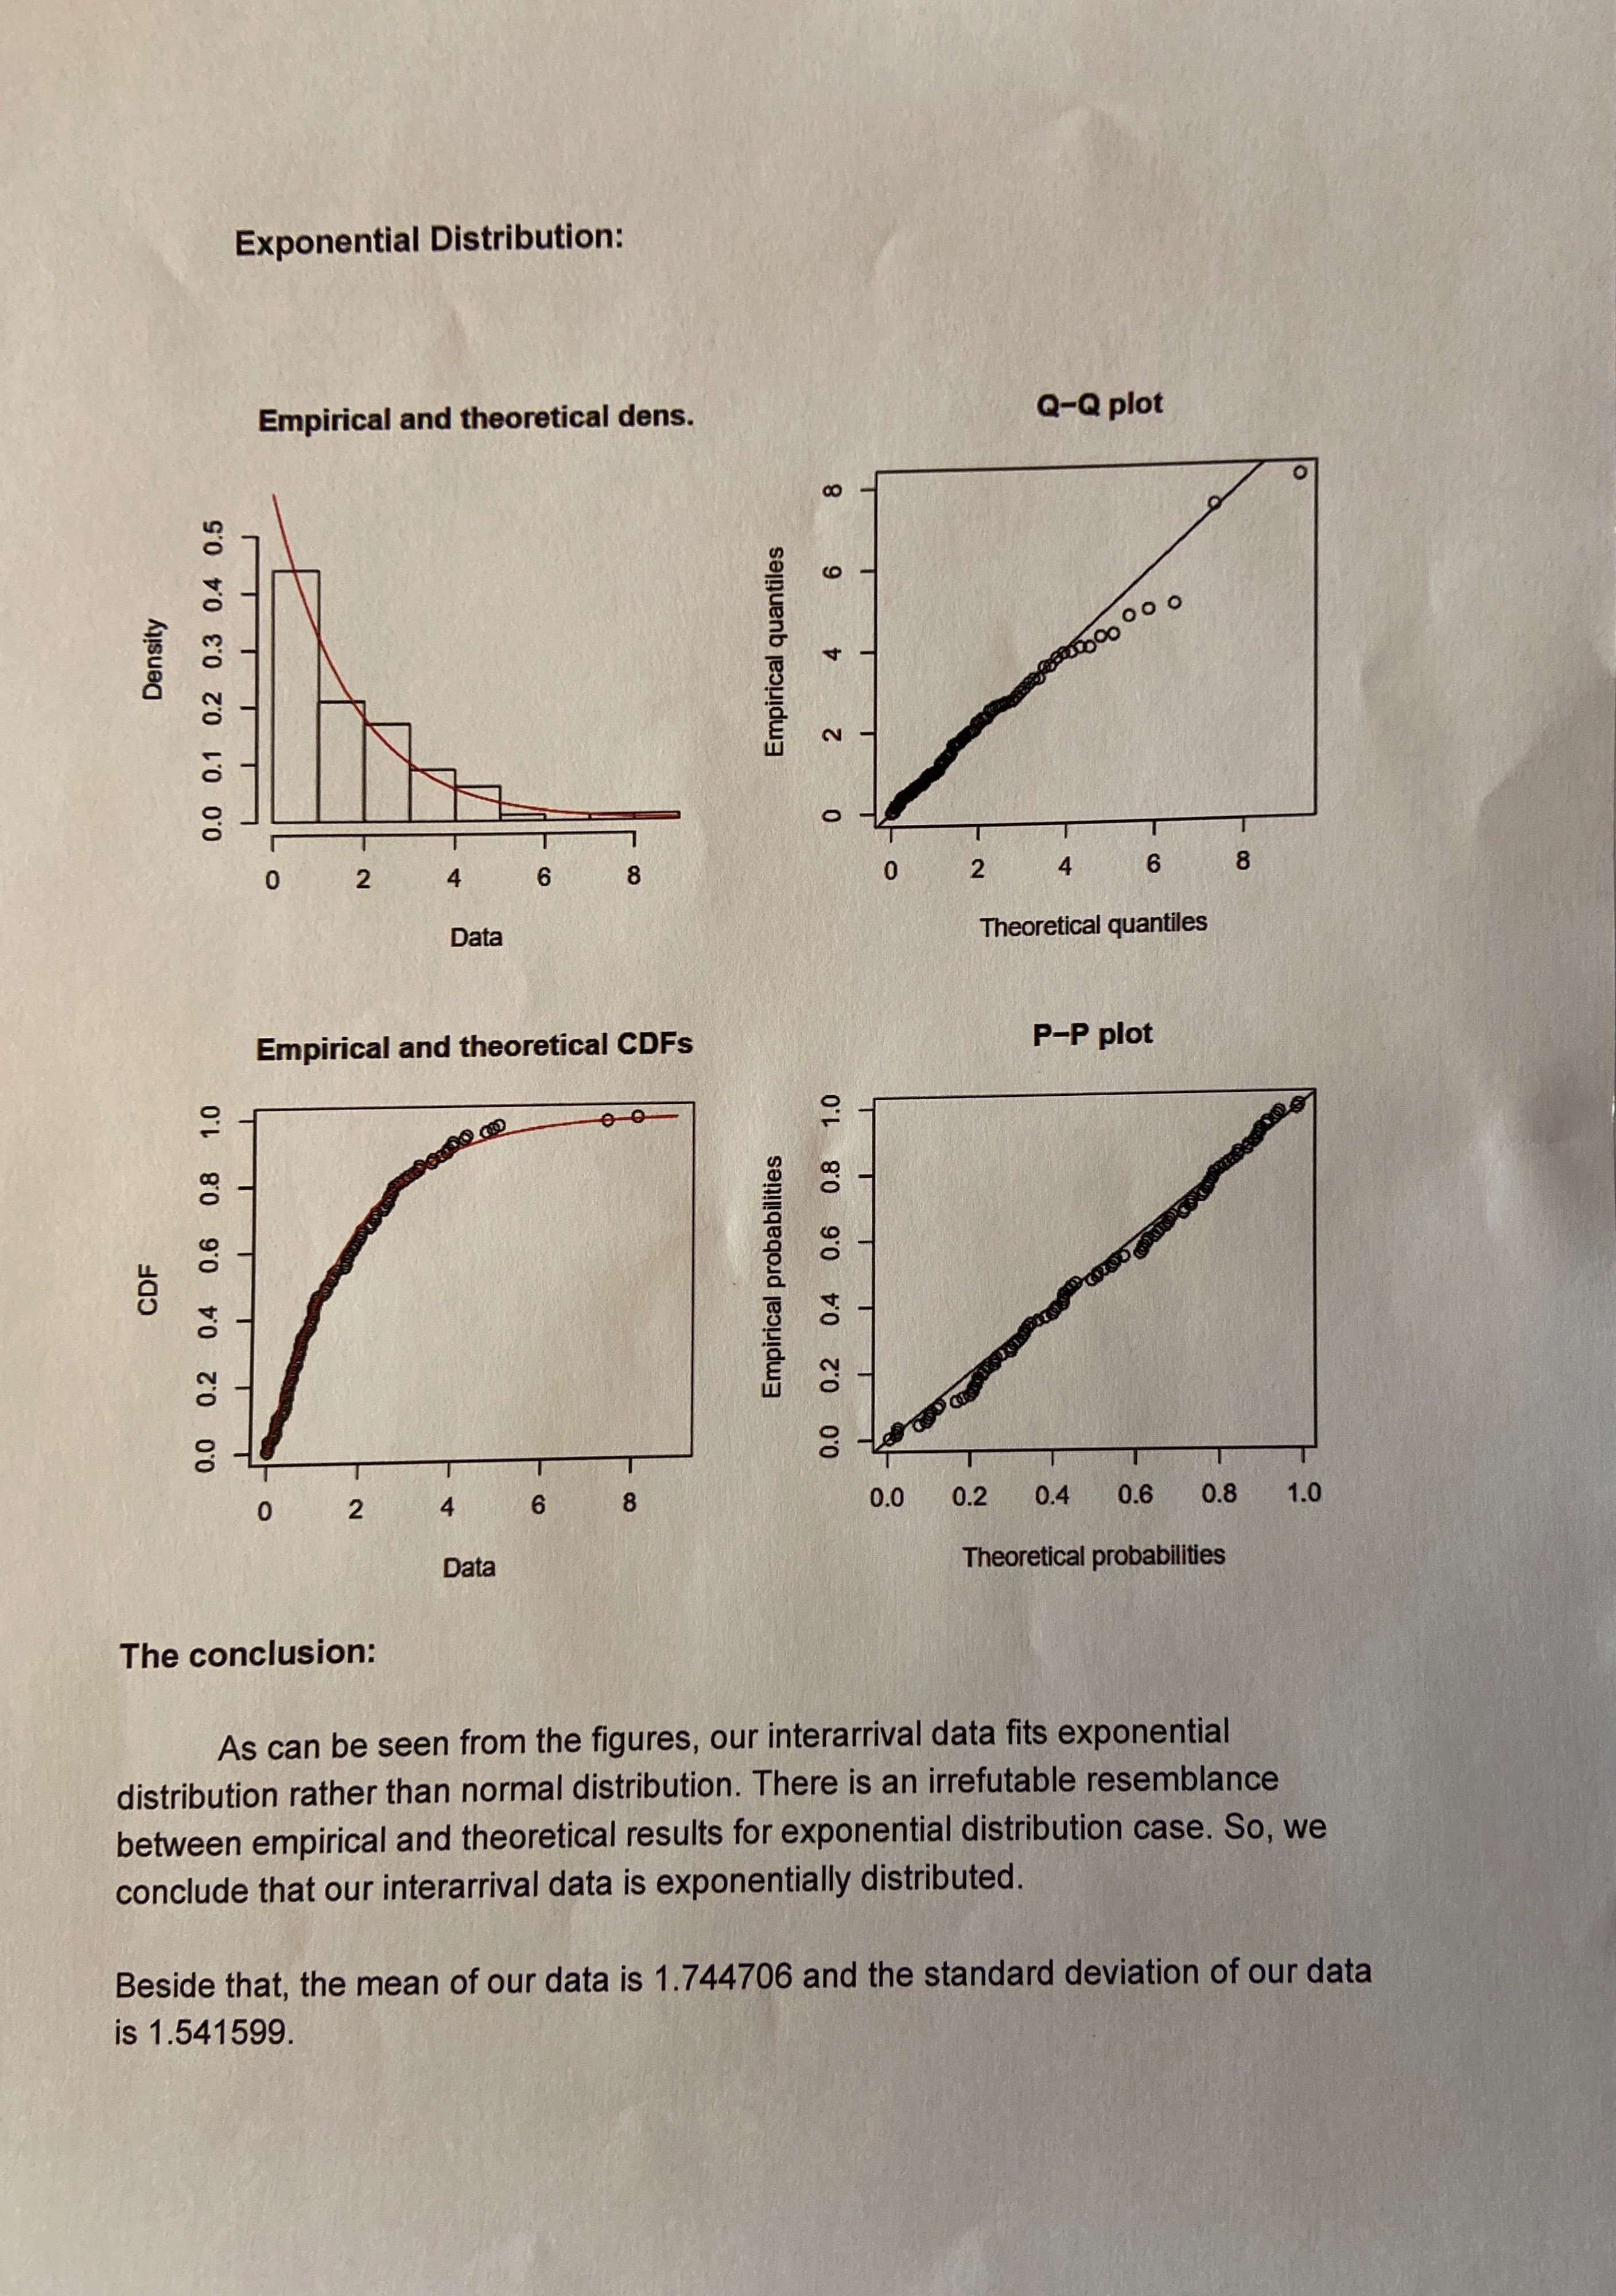 Exponential Distribution:
Empirical and theoretical dens.
Density
0.0 0.1 0.2 0.3 0.4 0.5
0 2 4 6 8
Data
Q–Q plot
Empirical quantiles
0 2 4 6 8
0 2 4 6 8
Theoretical quantiles
Empirical and theoretical CDFs
CDF
0.0 0.2 0.4 0.6 0.8 1.0
0 2 4 6 8
Data
P–P plot
Empirical probabilities
0.0 0.2 0.4 0.6 0.8 1.0
0.0 0.2 0.4 0.6 0.8 1.0
Theoretical probabilities
The conclusion:
As can be seen from the figures, our interarrival data fits exponential
distribution rather than normal distribution. There is an irrefutable resemblance
between empirical and theoretical results for exponential distribution case. So, we
conclude that our interarrival data is exponentially distributed.
Beside that, the mean of our data is 1.744706 and the standard deviation of our data
is 1.541599.